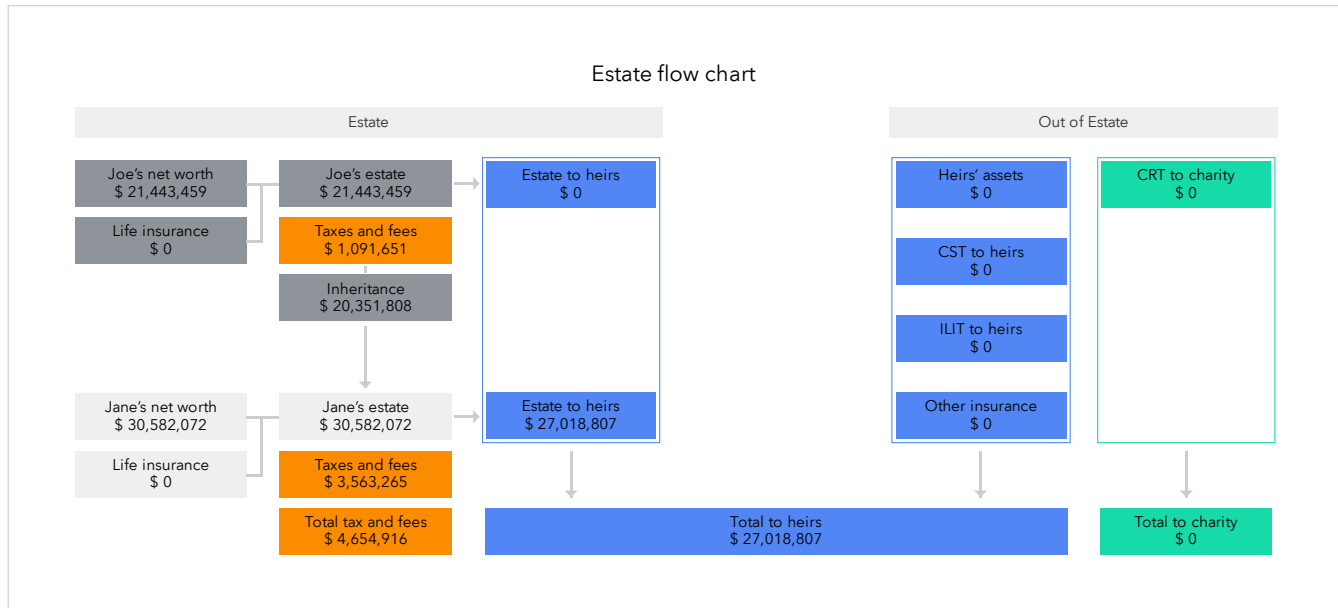 Estate flow chart
Estate
Out of Estate
Joe's net worth
$ 21,443,459
Joe's estate
$ 21,443,459
Estate to heirs
$ 0
Heirs' assets
$ 0
CRT to charity
$ 0
Life insurance
$ 0
Taxes and fees
$ 1,091,651
CST to heirs
$ 0
Inheritance
$ 20,351,808
ILIT to heirs
$ 0
Jane's net worth
$ 30,582,072
Jane's estate
$ 30,582,072
Estate to heirs
$ 27,018,807
Other insurance
$ 0
Life insurance
$ 0
Taxes and fees
$ 3,563,265
Total tax and fees
$ 4,654,916
Total to heirs
$ 27,018,807
Total to charity
$ 0